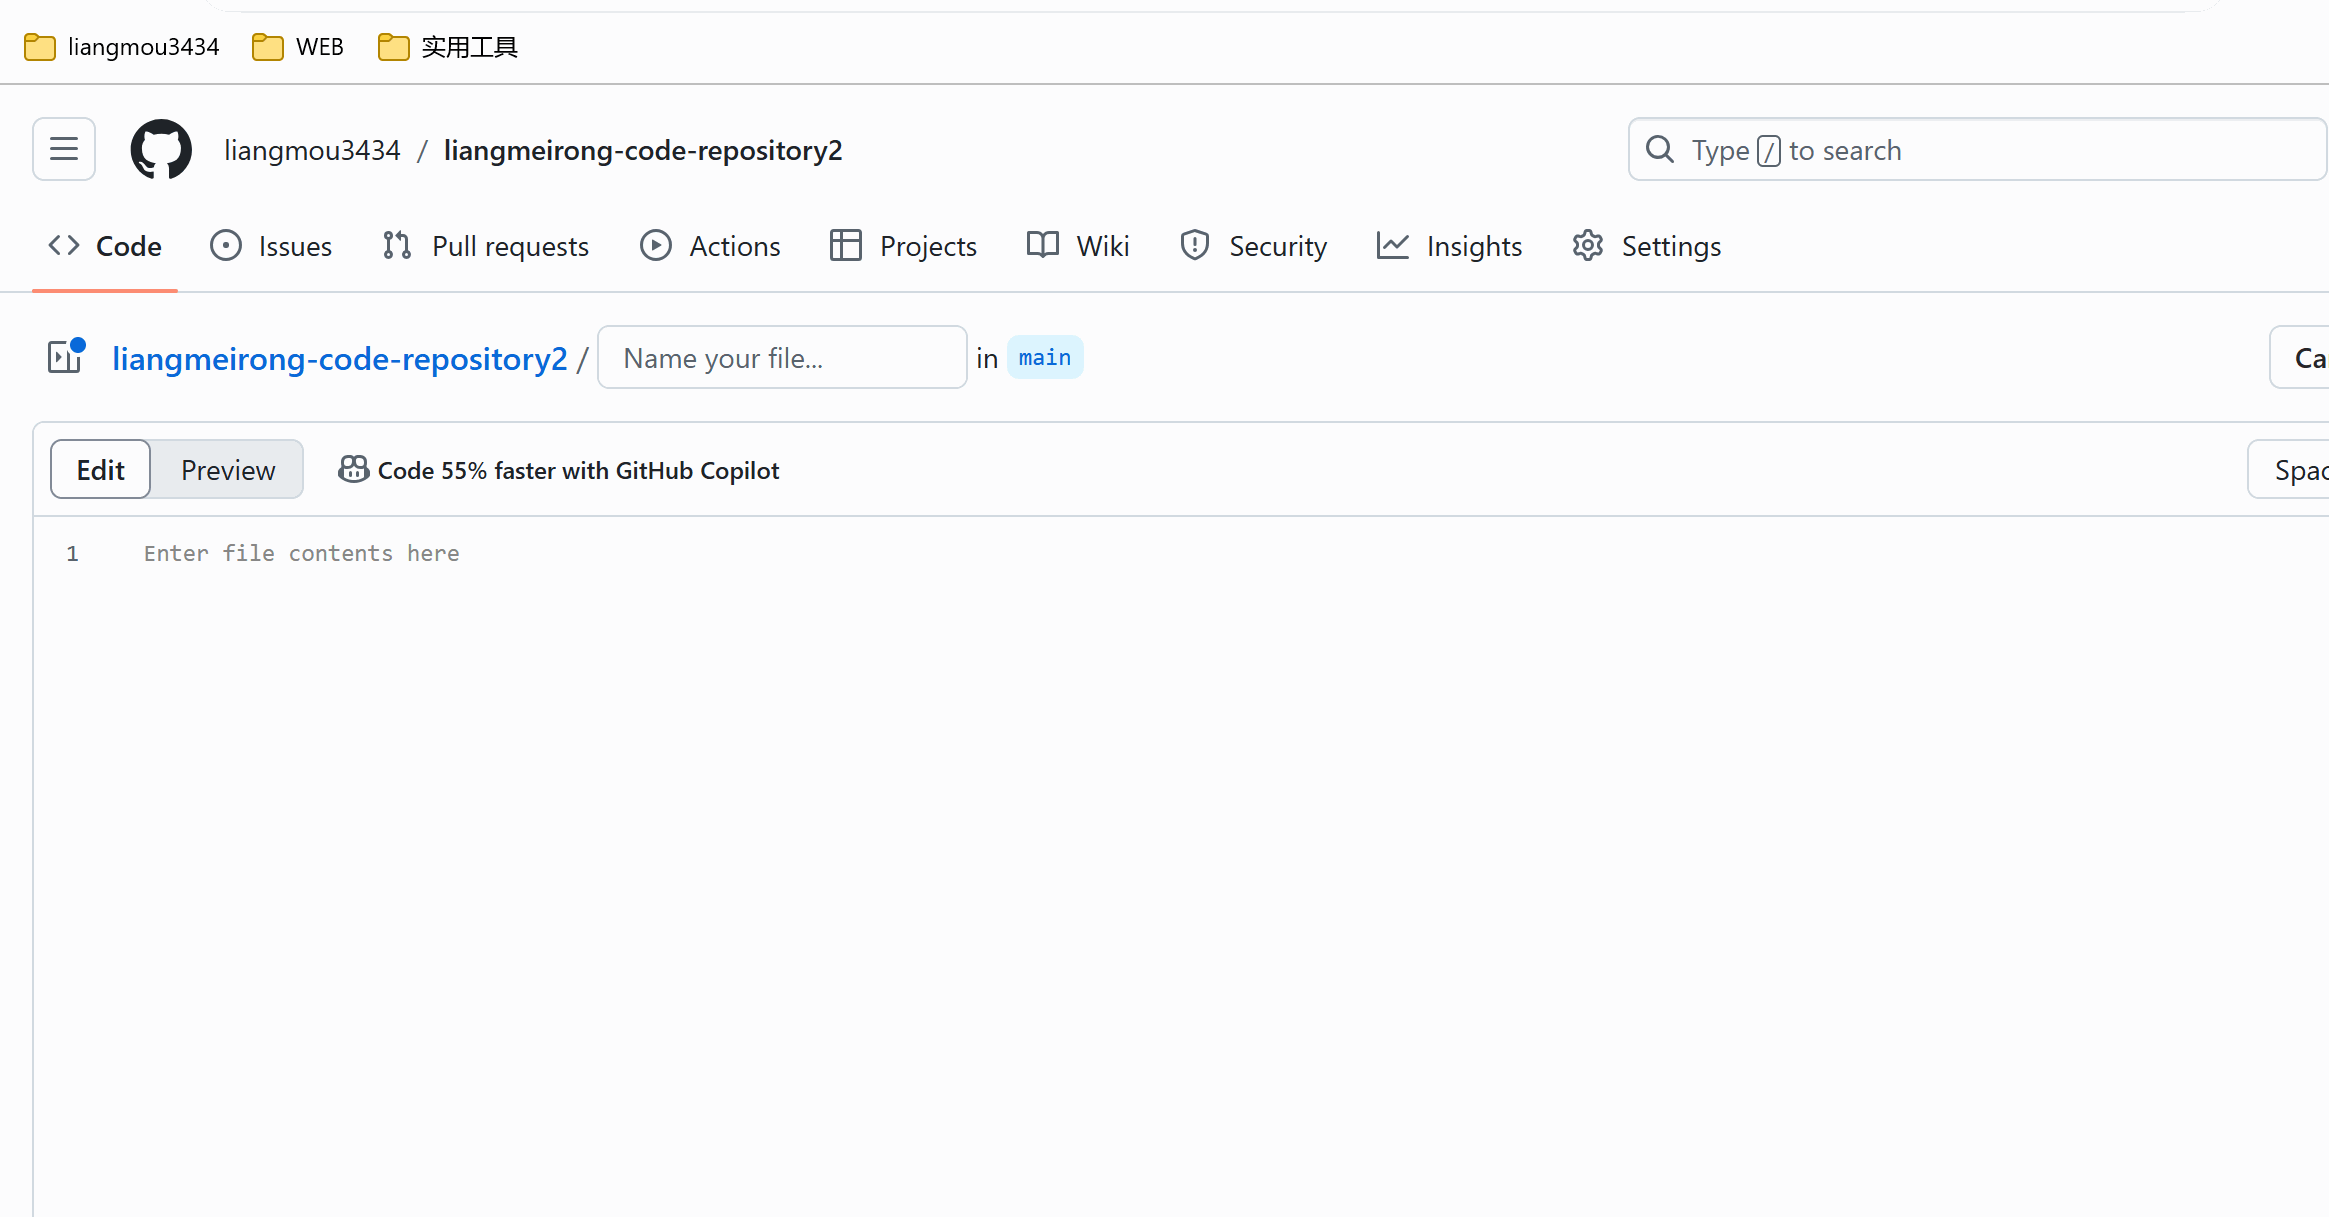 liangmou3434 WEB 实用工具
liangmou3434 / liangmeirong-code-repository2 Type / to search
Code Issues Pull requests Actions Projects Wiki Security Insights Settings
liangmeirong-code-repository2 / Name your file... in main Ca
Edit Preview Code 55% faster with GitHub Copilot Spac
1 Enter file contents here